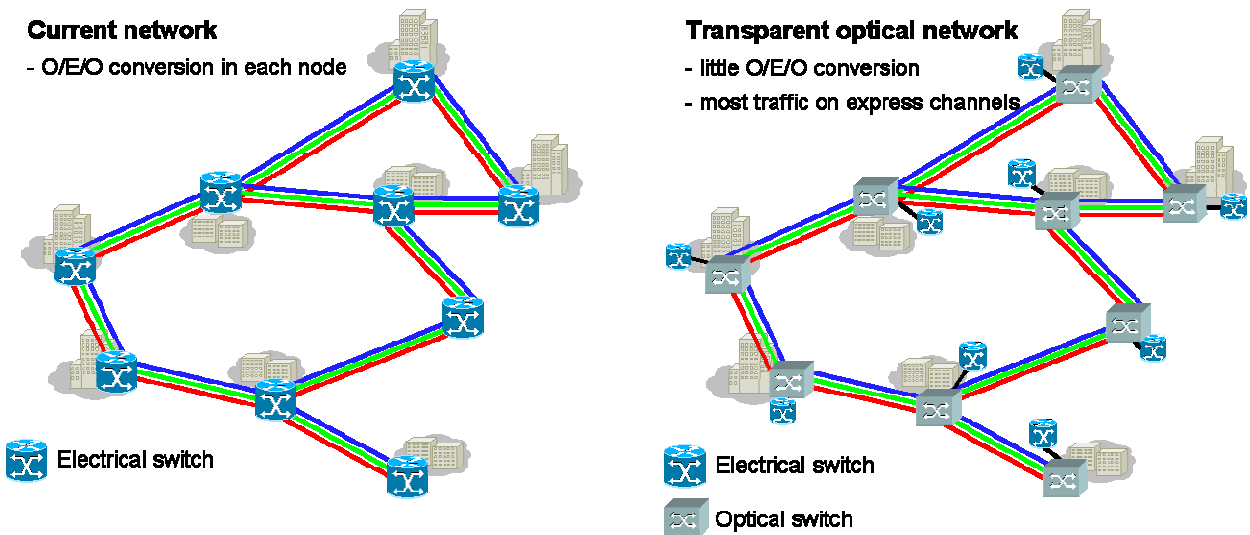 Current network
- O/E/O conversion in each node
Electrical switch
Transparent optical network
- little O/E/O conversion
- most traffic on express channels
Electrical switch
Optical switch